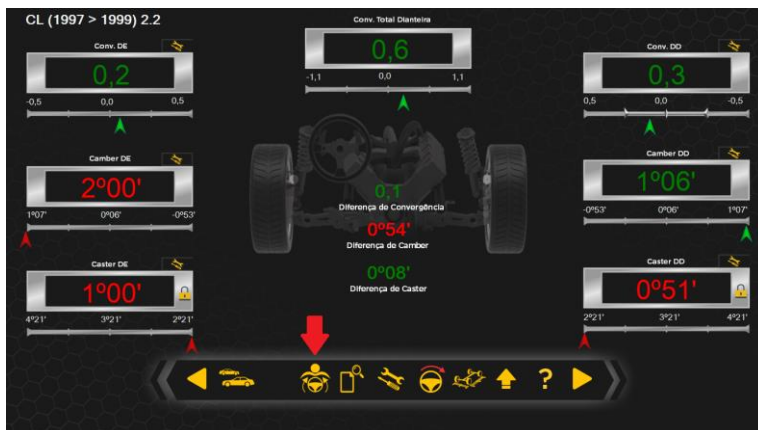 CL (1997 > 1999) 2.2
Conv. Total Dianteira
0,6
-1,1 0,0 1,1
Conv. DE
0,2
-0,5 0,0 0,5
Conv. DD
0,3
0,5 0,0 -0,5
Camber DE
2º00'
1º07' 0º06' -0º53'
Camber DD
1º06'
-0º53' 0º06' 1º07'
0,1
Diferença de Convergência
0º54'
Diferença de Camber
0º08'
Diferença de Caster
Caster DE
1º00'
4º21' 3º21' 2º21'
Caster DD
0º51'
2º21' 3º21' 4º21'
?